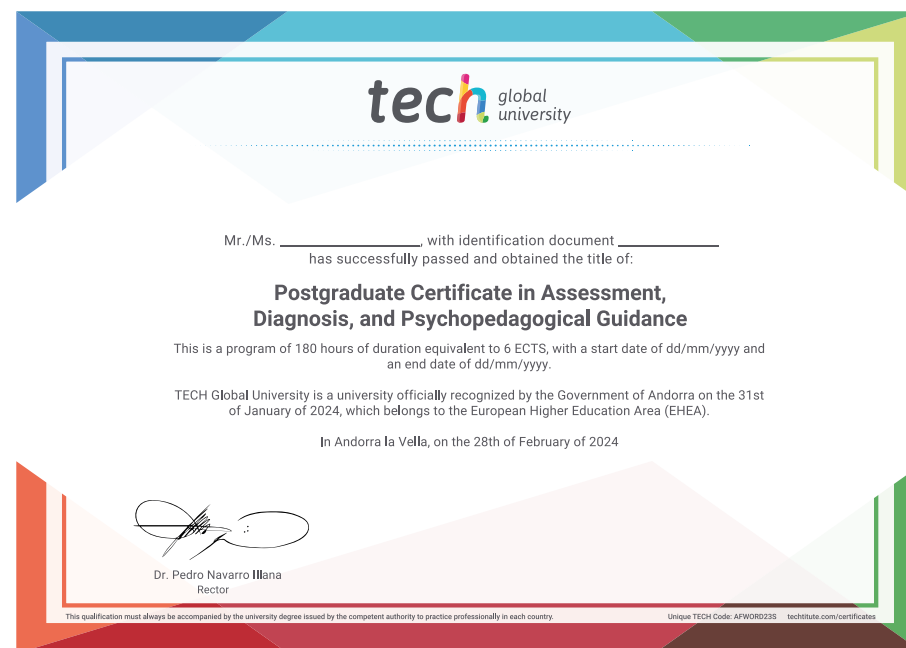 tech global
university
Mr./Ms. ____________, with identification document ____________
has successfully passed and obtained the title of:
Postgraduate Certificate in Assessment,
Diagnosis, and Psychopedagogical Guidance
This is a program of 180 hours of duration equivalent to 6 ECTS, with a start date of dd/mm/yyyy and
an end date of dd/mm/yyyy.
TECH Global University is a university officially recognized by the Government of Andorra on the 31st
of January of 2024, which belongs to the European Higher Education Area (EHEA).
In Andorra la Vella, on the 28th of February of 2024
Dr. Pedro Navarro Illana
Rector
This qualification must always be accompanied by the university degree issued by the competent authority to practice professionally in each country.
Unique TECH Code: AFWORD23S techtitute.com/certificates